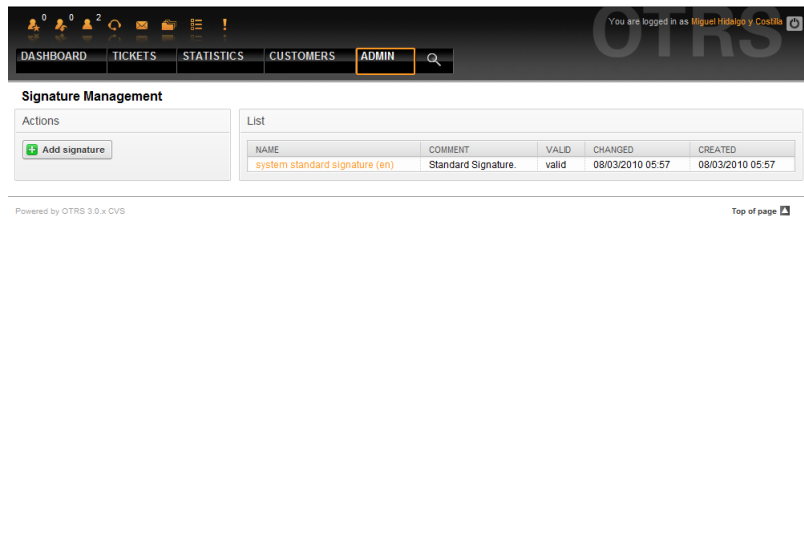 0 0 2
You are logged in as Miguel Hidalgo y Costilla
OTRS
DASHBOARD TICKETS STATISTICS CUSTOMERS ADMIN
Signature Management
Actions
Add signature
List
NAME COMMENT VALID CHANGED CREATED
system standard signature (en) Standard Signature. valid 08/03/2010 05:57 08/03/2010 05:57
Powered by OTRS 3.0.x CVS
Top of page